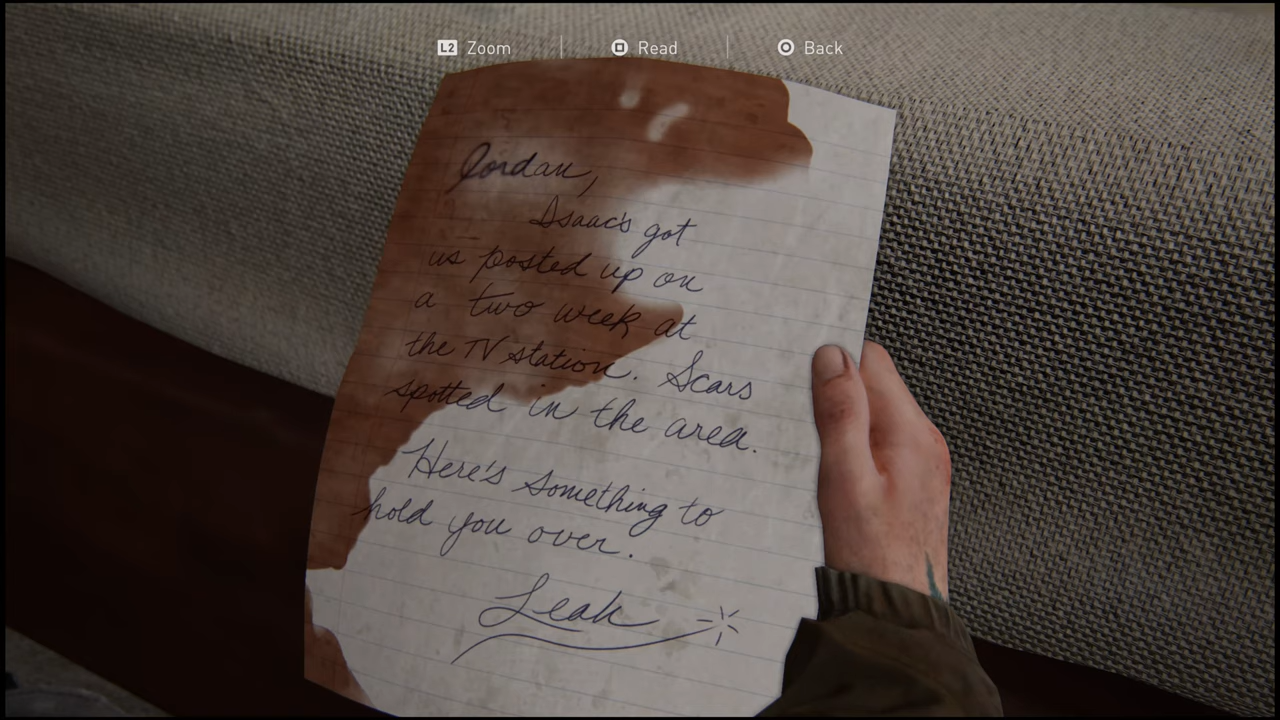 L2 Zoom | Read | Back
Jordan,
Isaac's got
us posted up on
a two week at
the TV station. Scars
spotted in the area.
Here's something to
hold you over.
Leah